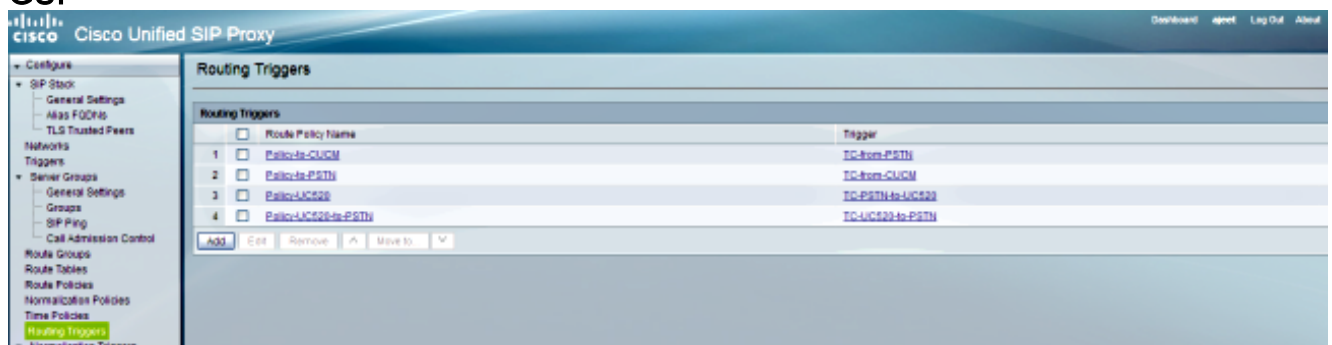 cisco Cisco Unified SIP Proxy
Dashboard ajeet Log Out About
Configure
SIP Stack
General Settings
Alias FQDNs
TLS Trusted Peers
Networks
Triggers
Server Groups
General Settings
Groups
SIP Ping
Call Admission Control
Route Groups
Route Tables
Route Policies
Normalization Policies
Time Policies
Routing Triggers
Routing Triggers
Routing Triggers
Route Policy Name Trigger
1 Policy-to-CUCM TC-from-PSTN
2 Policy-to-PSTN TC-from-CUCM
3 Policy-UC520 TC-PSTN-to-UC520
4 Policy-UC520-to-PSTN TC-UC520-to-PSTN
Add Edit Remove Move to